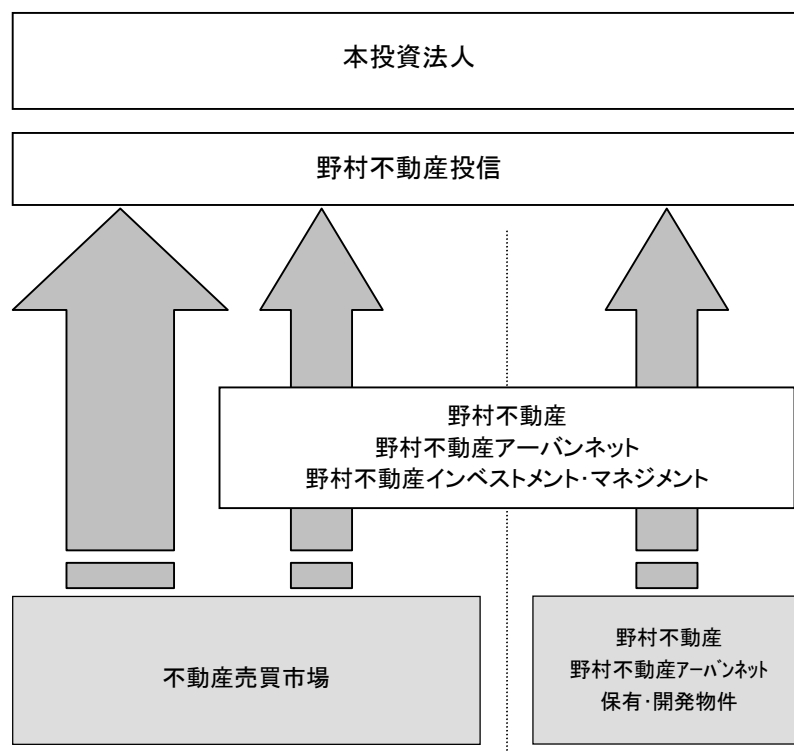 本投資法人
野村不動産投信
野村不動産
野村不動産アーバンネット
野村不動産インベストメント・マネジメント
不動産売買市場
野村不動産
野村不動産ｱｰﾊﾞﾝﾈｯﾄ
保有・開発物件